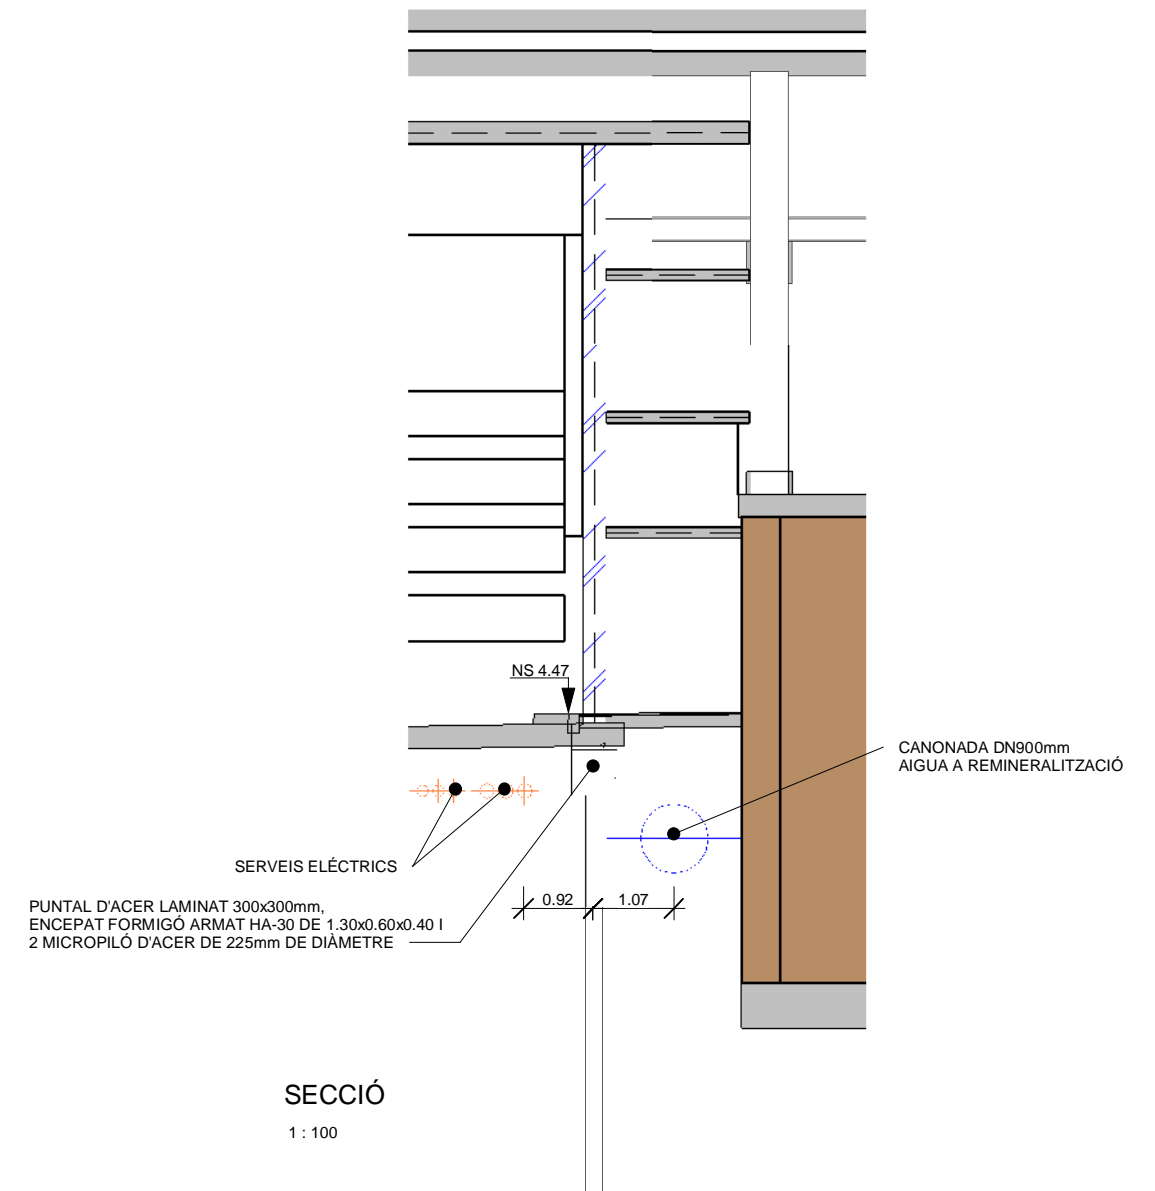 NS 4.47
CANONADA DN900mm
AIGUA A REMINERALITZACIÓ
SERVEIS ELÉCTRICS
PUNTAL D'ACER LAMINAT 300x300mm,
ENCEPAT FORMIGÓ ARMAT HA-30 DE 1.30x0.60x0.40 I
2 MICROPILÓ D'ACER DE 225mm DE DIÀMETRE
0.92
1.07
SECCIÓ
1 : 100